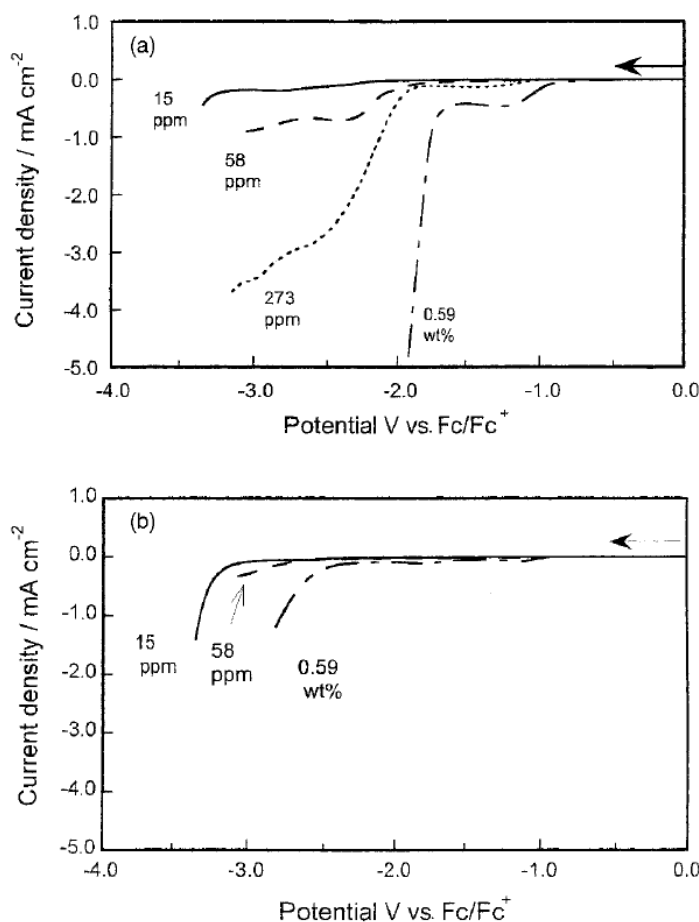 (a)
1.0
0.0
-1.0
-2.0
-3.0
-4.0
-5.0
Current density / mA cm-2
15
ppm
58
ppm
273
ppm
0.59
wt%
-4.0 -3.0 -2.0 -1.0 0.0
Potential V vs. Fc/Fc+
(b)
1.0
0.0
-1.0
-2.0
-3.0
-4.0
-5.0
Current density / mA cm-2
15
ppm
58
ppm
0.59
wt%
-4.0 -3.0 -2.0 -1.0 0.0
Potential V vs. Fc/Fc+